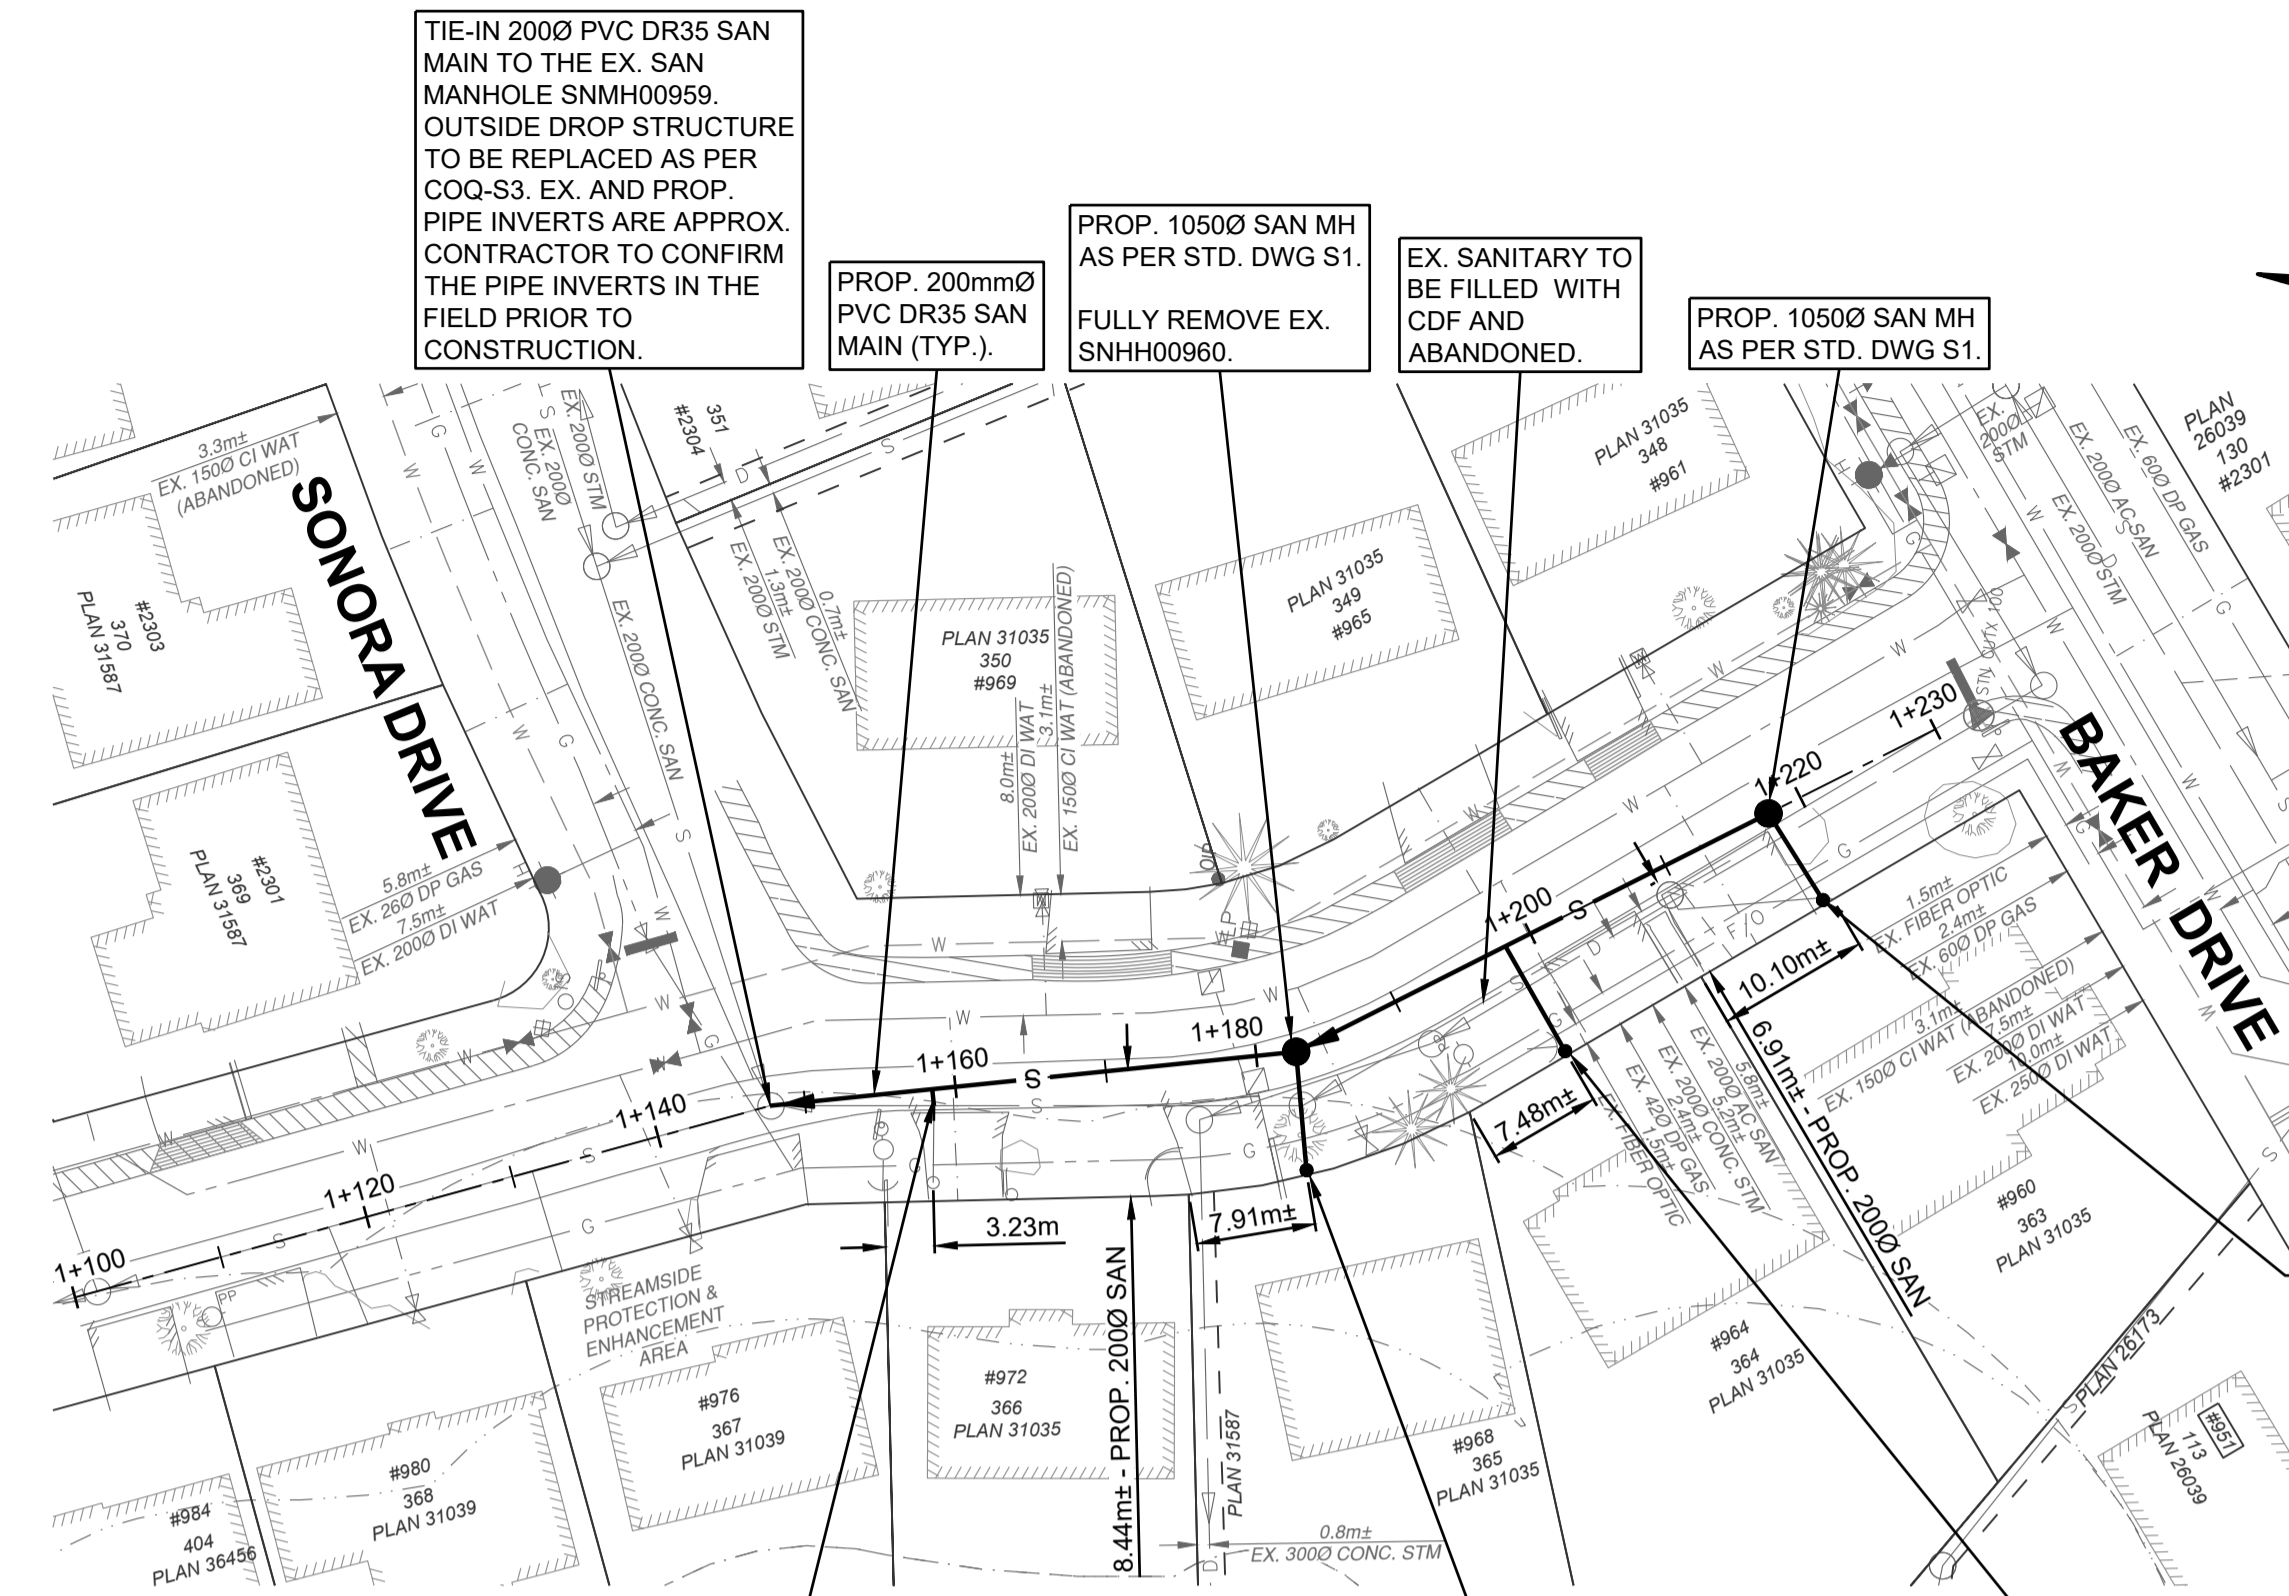 TIE-IN 200Ø PVC DR35 SAN
MAIN TO THE EX. SAN
MANHOLE SNMH00959.
OUTSIDE DROP STRUCTURE
TO BE REPLACED AS PER
COQ-S3. EX. AND PROP.
PIPE INVERTS ARE APPROX.
CONTRACTOR TO CONFIRM
THE PIPE INVERTS IN THE
FIELD PRIOR TO
CONSTRUCTION.
PROP. 200mmØ
PVC DR35 SAN
MAIN (TYP.).
PROP. 1050Ø SAN MH
AS PER STD. DWG S1.
FULLY REMOVE EX.
SNHH00960.
EX. SANITARY TO
BE FILLED WITH
CDF AND
ABANDONED.
PROP. 1050Ø SAN MH
AS PER STD. DWG S1.
3.3m±
EX. 150Ø CI WAT
(ABANDONED)
SONORA DRIVE
S EX. 200Ø
CONC. SAN
EX. 200Ø STM
351
#2304
#2303
370
PLAN 31587
EX. 200Ø CONC. SAN
1.3m±
EX. 200Ø STM
0.7m±
EX. 200Ø CONC. SAN
PLAN 31035
350
#969
8.0m±
EX. 200Ø DI WAT
3.1m±
EX. 150Ø CI WAT (ABANDONED)
PLAN 31035
349
#965
PLAN 31035
348
#961
EX.
200Ø
STM
EX. 200Ø AC SAN
EX. 200Ø STM
EX. 600Ø DP GAS
PLAN
26039
130
#2301
BAKER DRIVE
#2301
369
PLAN 31587
5.8m±
EX. 26Ø DP GAS
7.5m±
EX. 200Ø DI WAT
1+100
1+120
1+140
1+160
1+180
1+200
1+220
1+230
S
S
F/O
PP
10.10m±
7.48m±
7.91m±
3.23m
6.91m± - PROP. 200Ø SAN
8.44m± - PROP. 200Ø SAN
1.5m±
EX. FIBER OPTIC
2.4m±
EX. 600Ø DP GAS
3.1m±
EX. 150Ø CI WAT (ABANDONED)
7.5m±
EX. 200Ø DI WAT
10.0m±
EX. 250Ø DI WAT
5.8m±
EX. 200Ø AC SAN
5.2m±
EX. 200Ø CONC. STM
2.4m±
EX. 42Ø DP GAS
1.5m±
EX. FIBER OPTIC
STREAMSIDE
PROTECTION &
ENHANCEMENT
AREA
#984
404
PLAN 36456
#980
368
PLAN 31039
#976
367
PLAN 31039
#972
366
PLAN 31035
PLAN 31587
0.8m±
EX. 300Ø CONC. STM
#968
365
PLAN 31035
#964
364
PLAN 31035
#960
363
PLAN 31035
PLAN 26173
#951
113
PLAN 26039